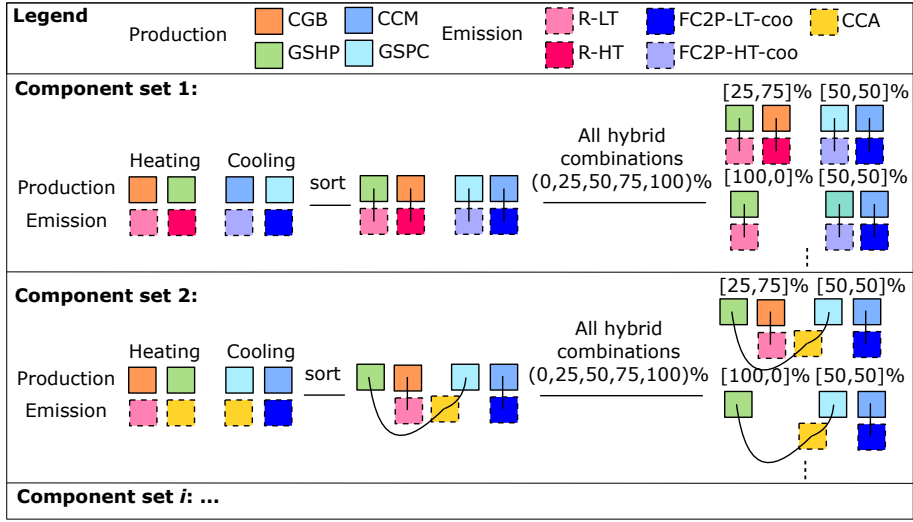 Legend
Production
CGB
CCM
GSHP
GSPC
Emission
R-LT
FC2P-LT-coo
CCA
R-HT
FC2P-HT-coo
Component set 1:
[25,75]% [50,50]%
Heating Cooling
Production
Emission
sort
All hybrid
combinations
(0,25,50,75,100)%
[100,0]% [50,50]%
Component set 2:
[25,75]% [50,50]%
Heating Cooling
Production
Emission
sort
All hybrid
combinations
(0,25,50,75,100)%
[100,0]% [50,50]%
Component set i: ...